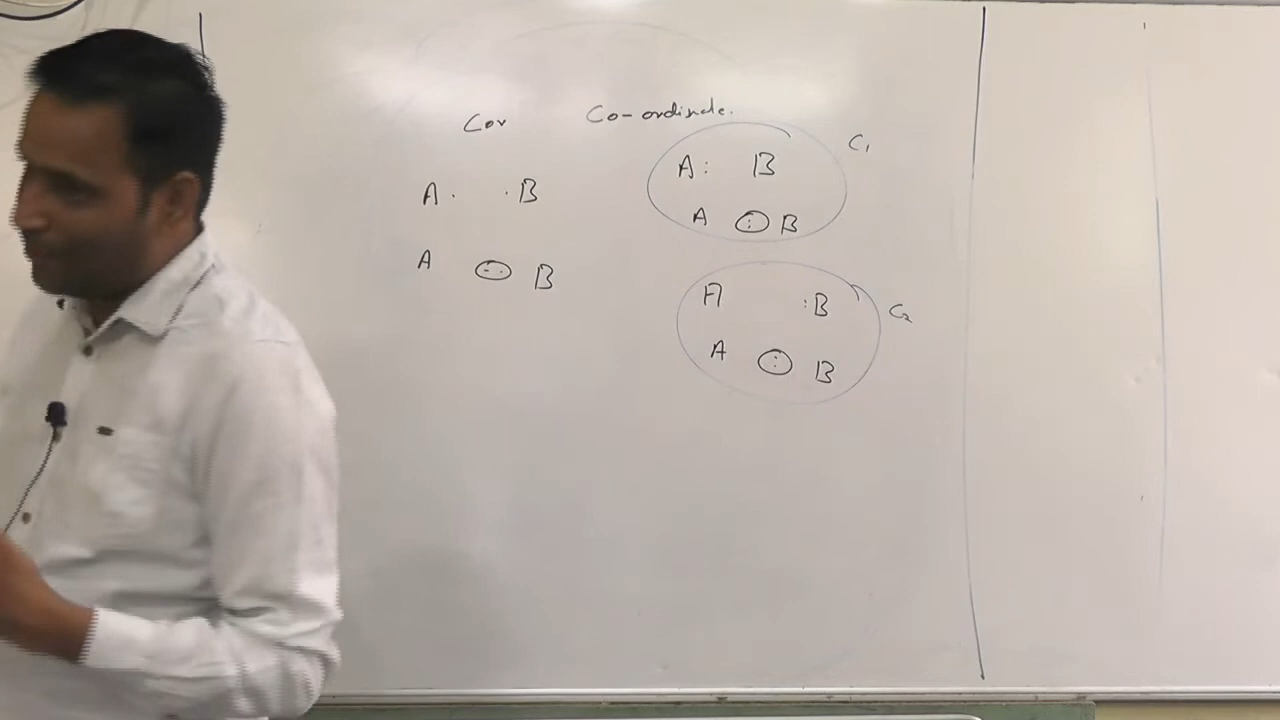 Cov Co-ordinate.
A. .B
A : B
C1
A B
A : B
A B
A :B
C2
A : B